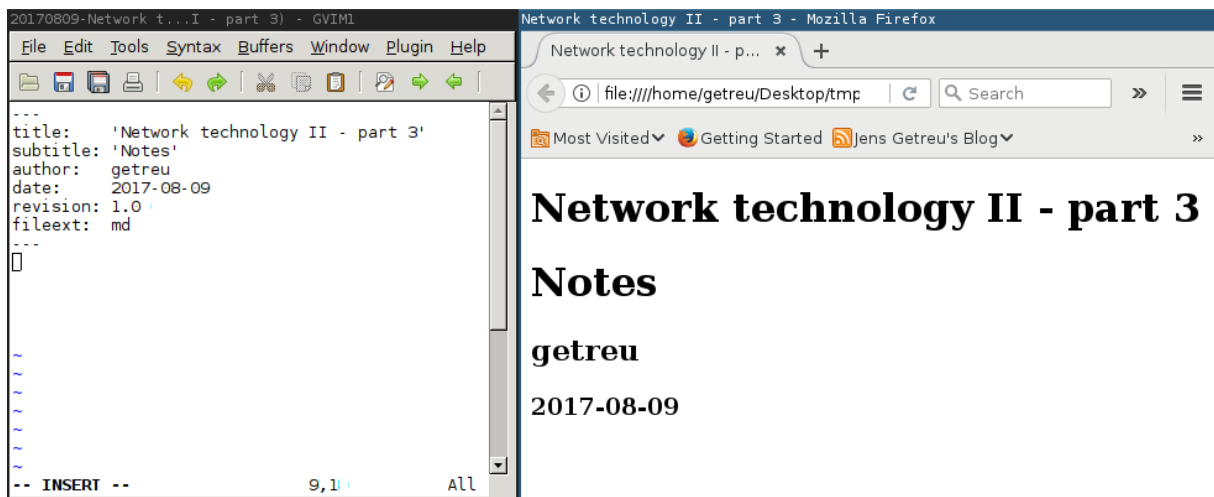 20170809-Network t...I - part 3) - GVIM1
File Edit Tools Syntax Buffers Window Plugin Help
---
title:    'Network technology II - part 3'
subtitle: 'Notes'
author:   getreu
date:     2017-08-09
revision: 1.0
fileext:  md
---
~
~
~
~
~
~
~
-- INSERT -- 9,1 All
Network technology II - part 3 - Mozilla Firefox
Network technology II - p... × +
file:////home/getreu/Desktop/tmp Search »
Most Visited Getting Started Jens Getreu's Blog »
Network technology II - part 3
Notes
getreu
2017-08-09